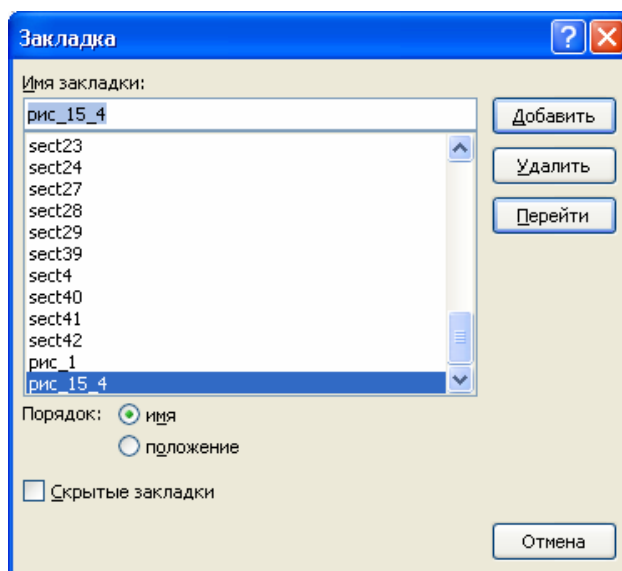 Закладка
Имя закладки:
рис_15_4
Добавить
sect23
sect24
Удалить
sect27
sect28
Перейти
sect29
sect39
sect4
sect40
sect41
sect42
рис_1
рис_15_4
Порядок: имя
положение
Скрытые закладки
Отмена